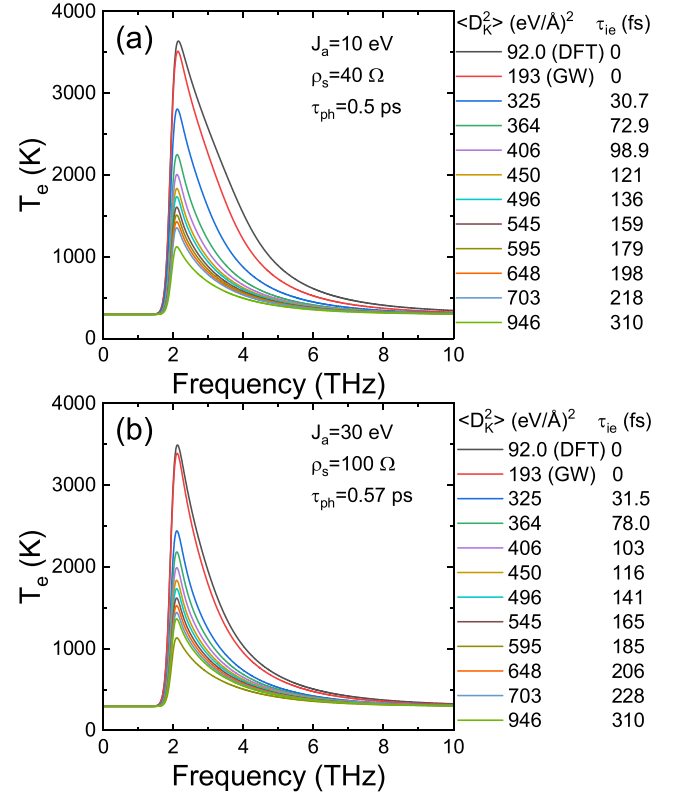 (a)
J_a=10 eV
ρ_s=40 Ω
τ_ph=0.5 ps
T_e (K)
4000
3000
2000
1000
0
0 2 4 6 8 10
Frequency (THz)
<D_K^2> (eV/Å)^2 τ_ie (fs)
92.0 (DFT) 0
193 (GW) 0
325 30.7
364 72.9
406 98.9
450 121
496 136
545 159
595 179
648 198
703 218
946 310
(b)
J_a=30 eV
ρ_s=100 Ω
τ_ph=0.57 ps
T_e (K)
4000
3000
2000
1000
0
0 2 4 6 8 10
Frequency (THz)
<D_K^2> (eV/Å)^2 τ_ie (fs)
92.0 (DFT) 0
193 (GW) 0
325 31.5
364 78.0
406 103
450 116
496 141
545 165
595 185
648 206
703 228
946 310